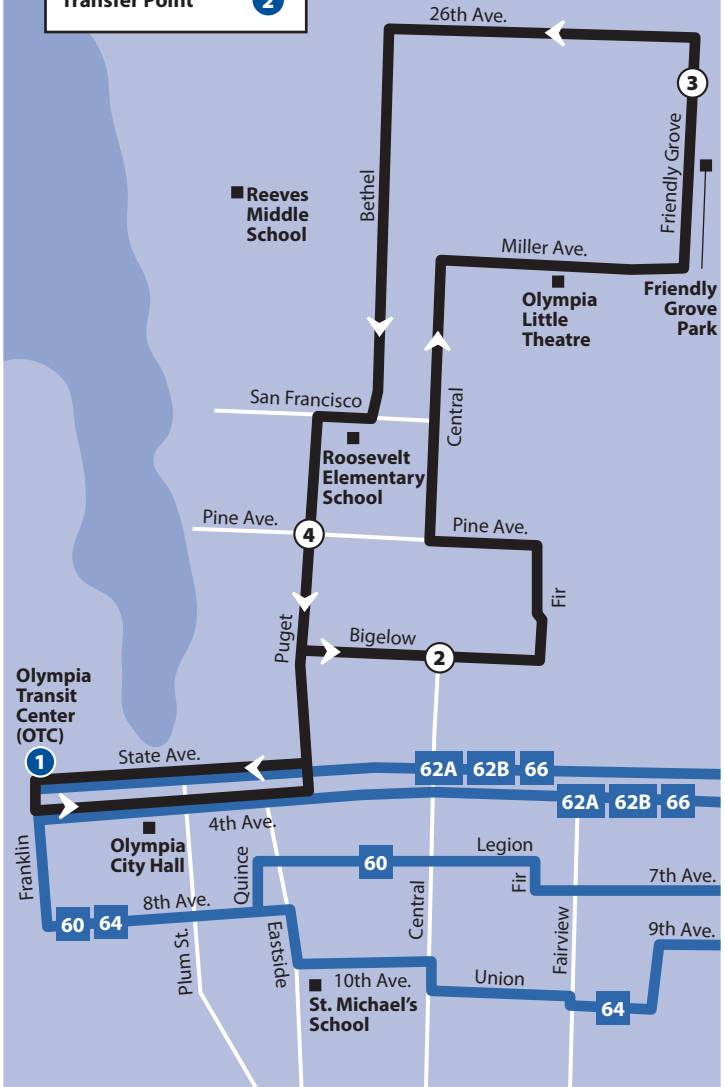 Transfer Point 2
26th Ave.
3
Friendly Grove
Bethel
Reeves
Middle
School
Miller Ave.
Olympia
Little
Theatre
Friendly
Grove
Park
San Francisco
Central
Roosevelt
Elementary
School
Pine Ave.
4
Pine Ave.
Fir
Puget
Bigelow
2
Olympia
Transit
Center
(OTC)
1
State Ave.
62A 62B 66
62A 62B 66
4th Ave.
Olympia
City Hall
Franklin
Quince
60
Legion
Fir
7th Ave.
8th Ave.
60 64
Plum St.
Eastside
Central
Fairview
9th Ave.
10th Ave.
Union
64
St. Michael's
School